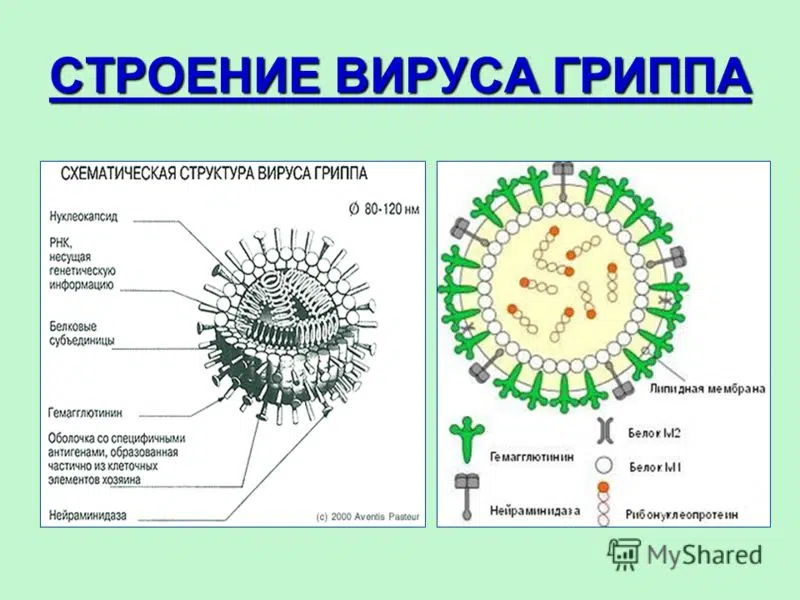 СТРОЕНИЕ ВИРУСА ГРИППА
СХЕМАТИЧЕСКАЯ СТРУКТУРА ВИРУСА ГРИППА
Ø 80-120 нм
Нуклеокапсид
РНК,
несущая
генетическую
информацию
Белковые
субъединицы
Гемагглютинин
Оболочка со специфичными
антигенами, образованная
частично из клеточных
элементов хозяина
Нейраминидаза
(c) 2000 Aventis Pasteur
Липидная мембрана
Гемагглютинин
Нейраминидаза
Белок М2
Белок М1
Рибонуклеопротеин
MyShared